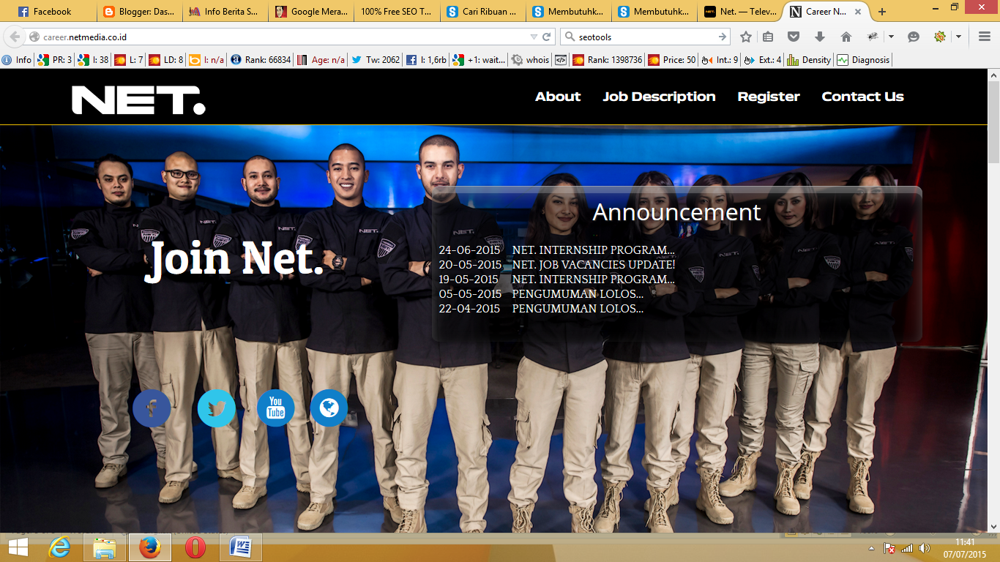 Facebook
Blogger: Das...
Info Berita S...
Google Mera...
100% Free SEO T...
Cari Ribuan ...
Membutuhk...
Membutuhk...
Net. — Telev...
Career N...
career.netmedia.co.id
seotools
Info
PR: 3
I: 38
L: 7
LD: 8
I: n/a
Rank: 66834
Age: n/a
Tw: 2062
I: 1,6rb
+1: wait...
whois
Rank: 1398736
Price: 50
Int.: 9
Ext.: 4
Density
Diagnosis
NET.
About
Job Description
Register
Contact Us
Announcement
Join Net.
24-06-2015 NET. INTERNSHIP PROGRAM...
20-05-2015 NET. JOB VACANCIES UPDATE!
19-05-2015 NET. INTERNSHIP PROGRAM...
05-05-2015 PENGUMUMAN LOLOS...
22-04-2015 PENGUMUMAN LOLOS...
You
Tube
11:41
07/07/2015